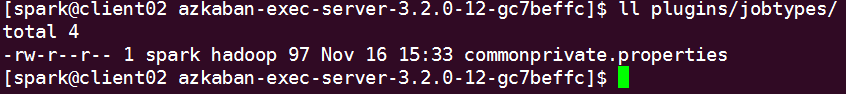 [spark@client02 azkaban-exec-server-3.2.0-12-gc7beffc]$ ll plugins/jobtypes/
total 4
-rw-r--r-- 1 spark hadoop 97 Nov 16 15:33 commonprivate.properties
[spark@client02 azkaban-exec-server-3.2.0-12-gc7beffc]$